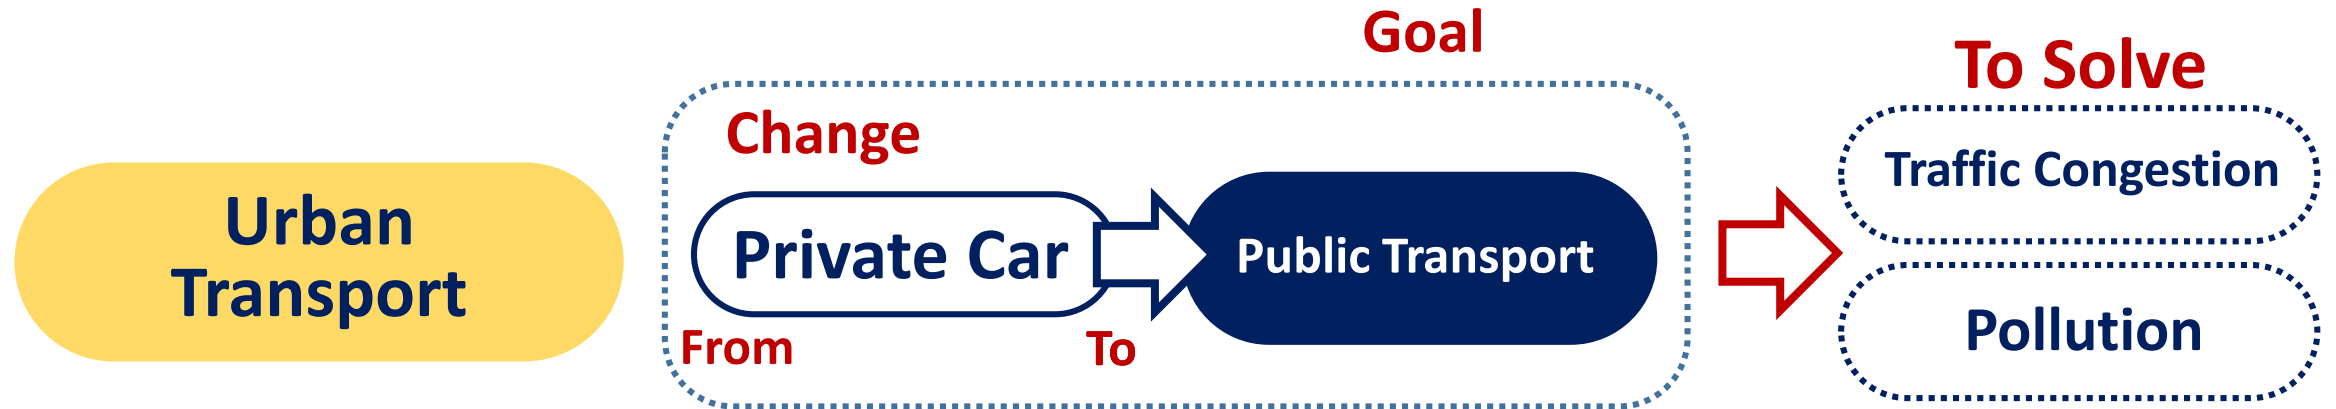 Urban
Transport
Goal
Change
Private Car
Public Transport
From
To
To Solve
Traffic Congestion
Pollution